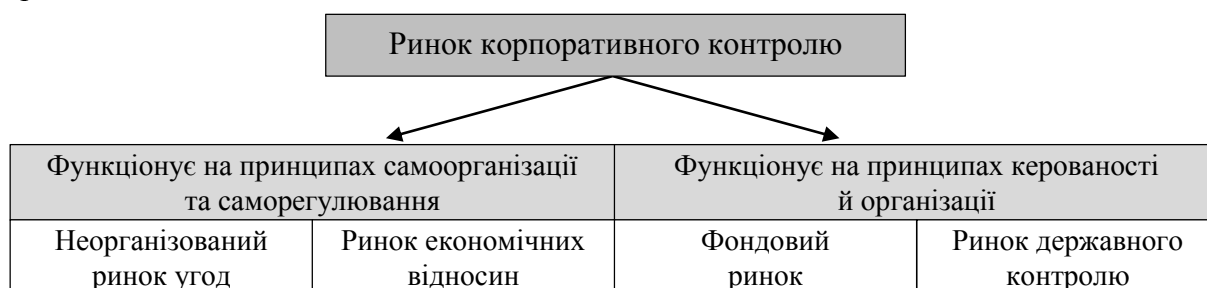 Ринок корпоративного контролю
Функціонує на принципах самоорганізації
та саморегулювання
Функціонує на принципах керованості
й організації
Неорганізований
ринок угод
Ринок економічних
відносин
Фондовий
ринок
Ринок державного
контролю